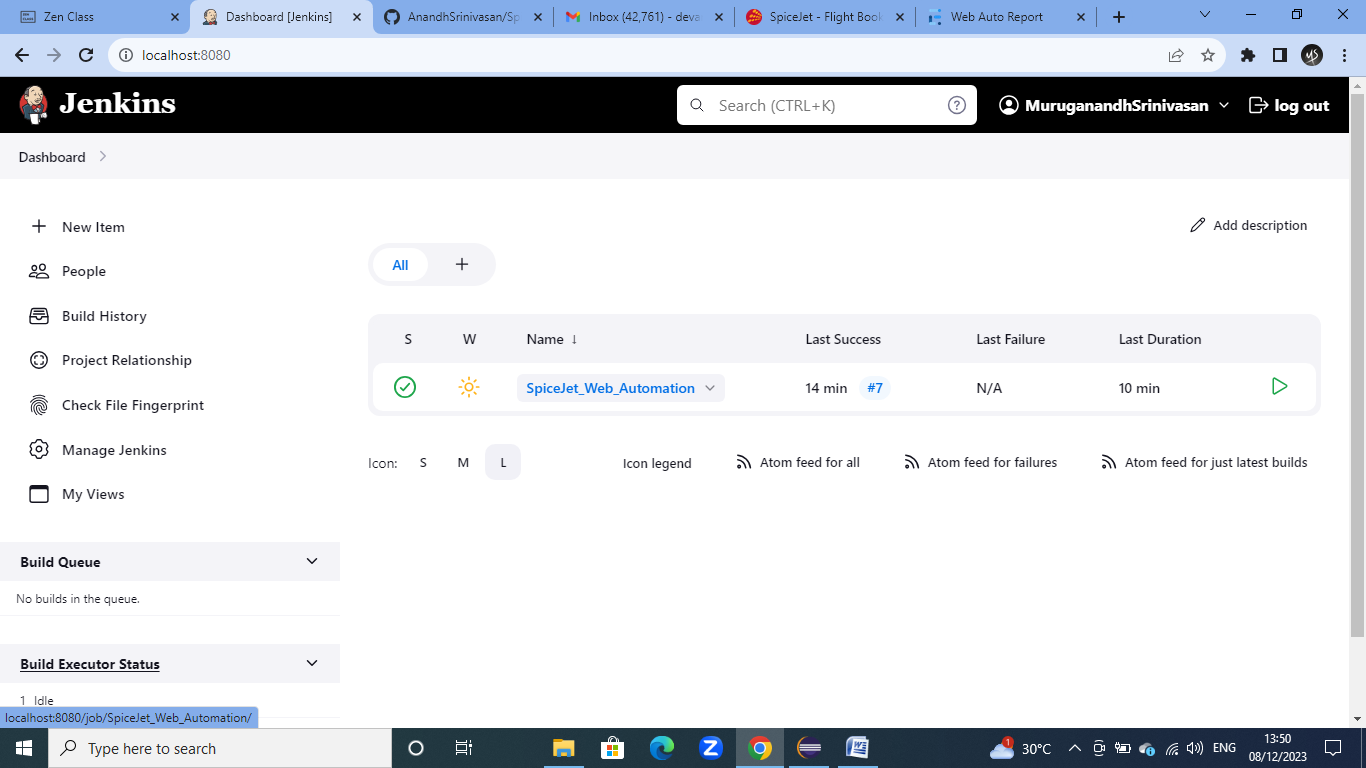 Zen Class
Dashboard [Jenkins]
AnandhSrinivasan/Sp
Inbox (42,761) - deva
SpiceJet - Flight Book
Web Auto Report
localhost:8080
Jenkins
Search (CTRL+K)
MuruganandhSrinivasan
log out
Dashboard
New Item
People
Build History
Project Relationship
Check File Fingerprint
Manage Jenkins
My Views
Build Queue
No builds in the queue.
Build Executor Status
1 Idle
Add description
All
S W Name ↓ Last Success Last Failure Last Duration
SpiceJet_Web_Automation 14 min #7 N/A 10 min
Icon: S M L
Icon legend
Atom feed for all
Atom feed for failures
Atom feed for just latest builds
localhost:8080/job/SpiceJet_Web_Automation/
Type here to search
1
30°C
ENG
13:50
08/12/2023